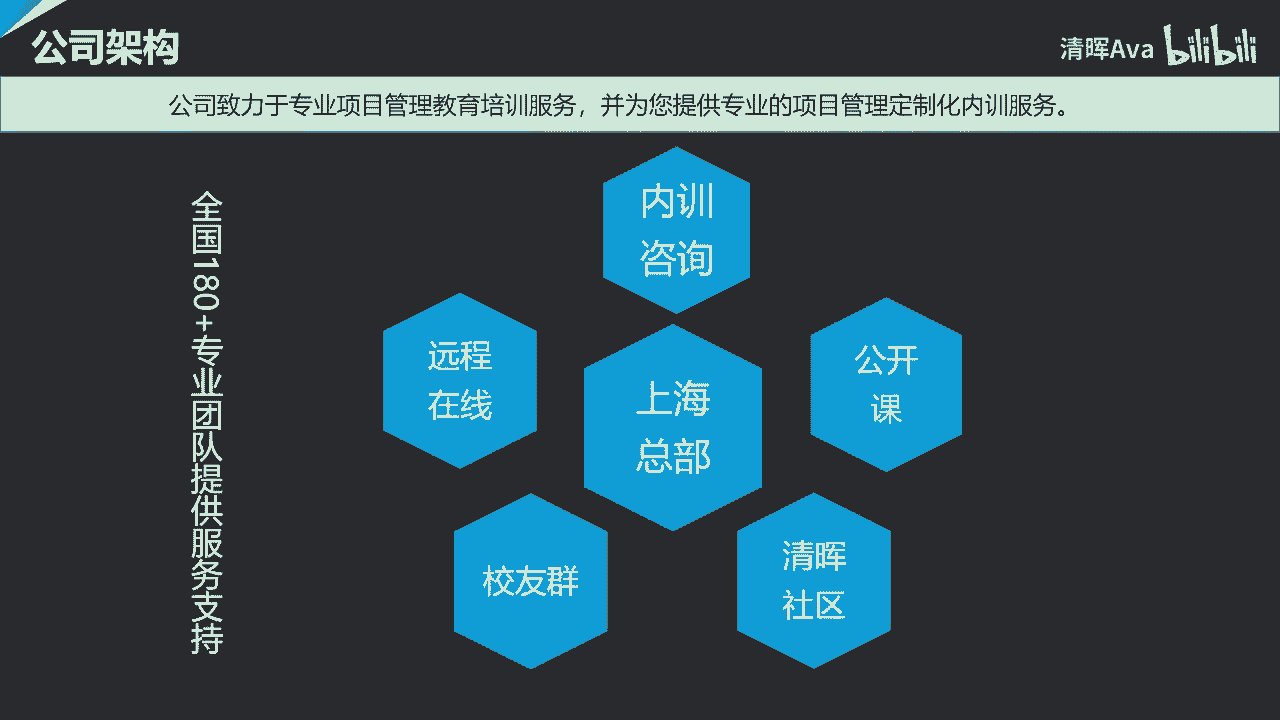 公司架构
清晖Ava bilibili
公司致力于专业项目管理教育培训服务，并为您提供专业的项目管理定制化内训服务。
全国180+专业团队提供服务支持
内训
咨询
远程
在线
上海
总部
公开
课
校友群
清晖
社区